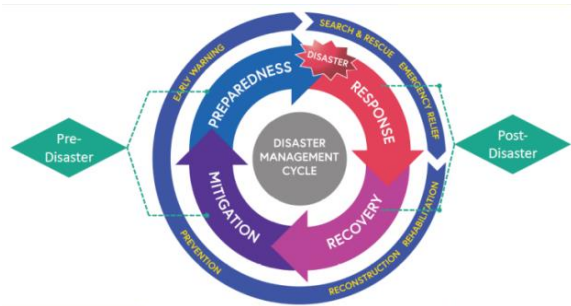 SEARCH & RESCUE
EARLY WARNING
EMERGENCY RELIEF
DISASTER
PREPAREDNESS
RESPONSE
Pre-
Disaster
DISASTER
MANAGEMENT
CYCLE
Post-
Disaster
MITIGATION
RECOVERY
PREVENTION
RECONSTRUCTION
REHABILITATION